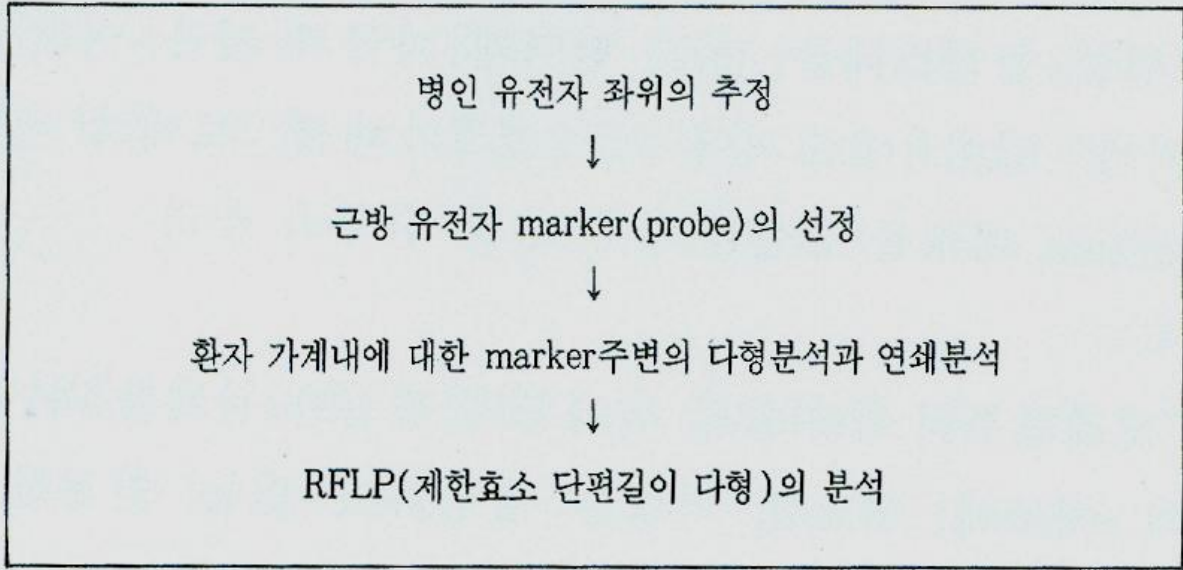 병인 유전자 좌위의 추정
↓
근방 유전자 marker(probe)의 선정
↓
환자 가계내에 대한 marker주변의 다형분석과 연쇄분석
↓
RFLP(제한효소 단편길이 다형)의 분석